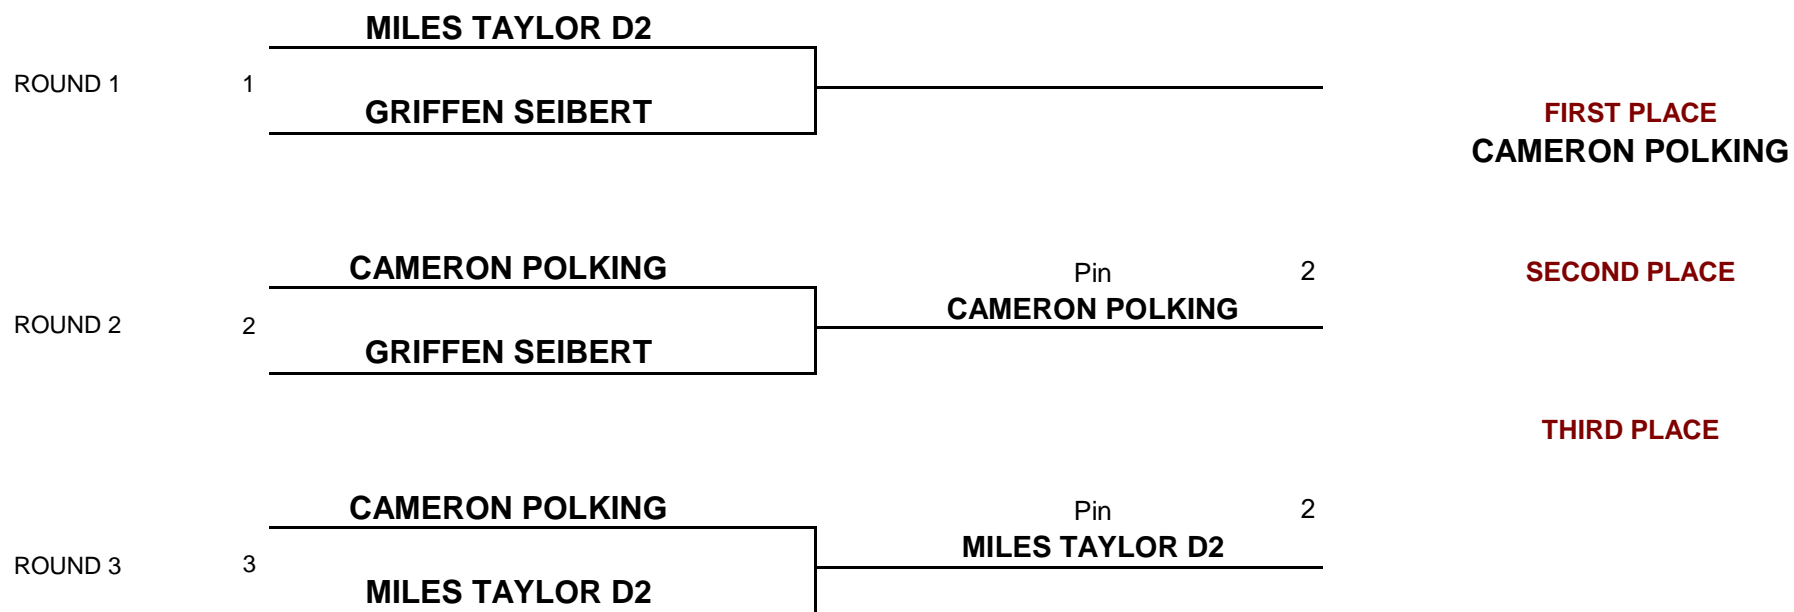 MILES TAYLOR D2
ROUND 1 1
GRIFFEN SEIBERT
FIRST PLACE
CAMERON POLKING
CAMERON POLKING Pin 2 SECOND PLACE
CAMERON POLKING
ROUND 2 2
GRIFFEN SEIBERT
THIRD PLACE
CAMERON POLKING Pin 2
MILES TAYLOR D2
ROUND 3 3
MILES TAYLOR D2